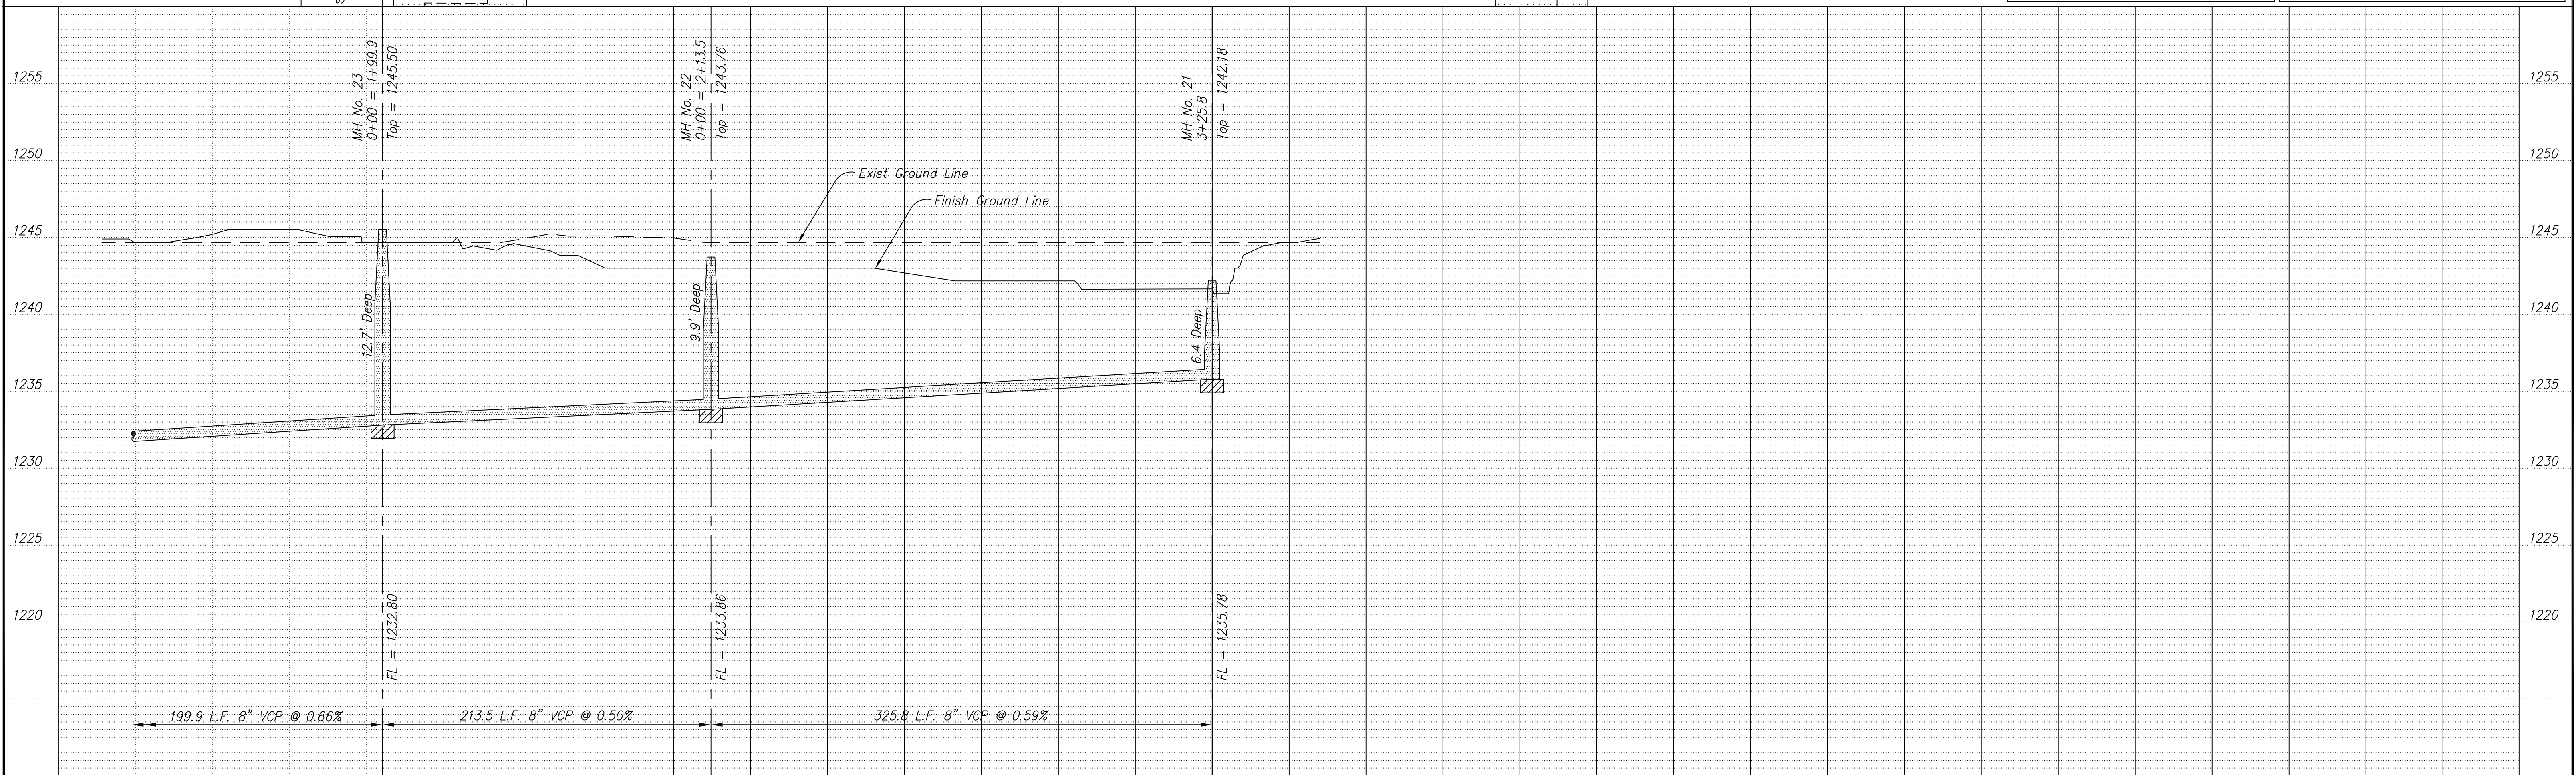 MH No. 23
0+00 = 1+99.9
Top = 1245.50
MH No. 22
0+00 = 2+13.5
Top = 1243.76
MH No. 21
3+25.8
Top = 1242.18
1255
1255
1250
1250
Exist Ground Line
Finish Ground Line
1245
1245
12.7' Deep
9.9' Deep
6.4 Deep
1240
1240
1235
1235
1230
1230
1225
1225
1220
1220
FL = 1232.80
FL = 1233.86
FL = 1235.78
199.9 L.F. 8" VCP @ 0.66%
213.5 L.F. 8" VCP @ 0.50%
325.8 L.F. 8" VCP @ 0.59%